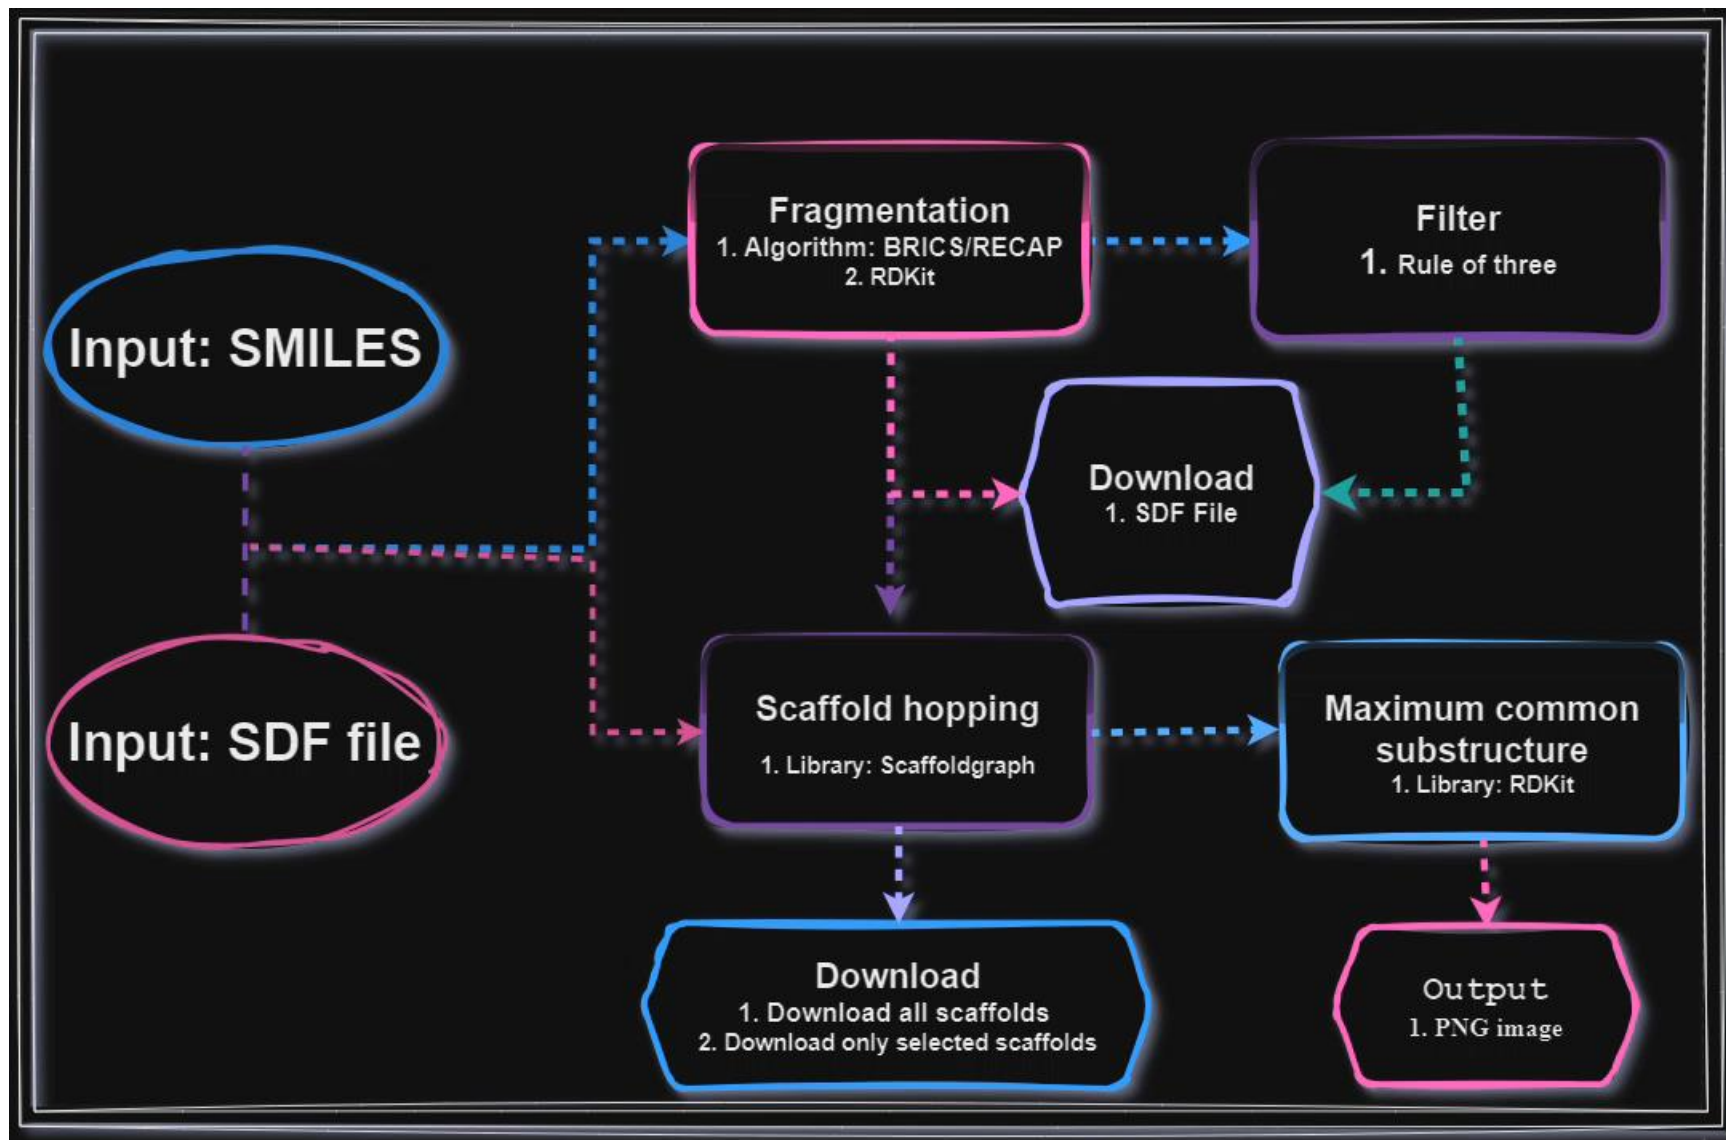 Input: SMILES
Input: SDF file
Fragmentation
1. Algorithm: BRICS/RECAP
2. RDKit
Filter
1. Rule of three
Download
1. SDF File
Scaffold hopping
1. Library: Scaffoldgraph
Maximum common
substructure
1. Library: RDKit
Download
1. Download all scaffolds
2. Download only selected scaffolds
Output
1. PNG image